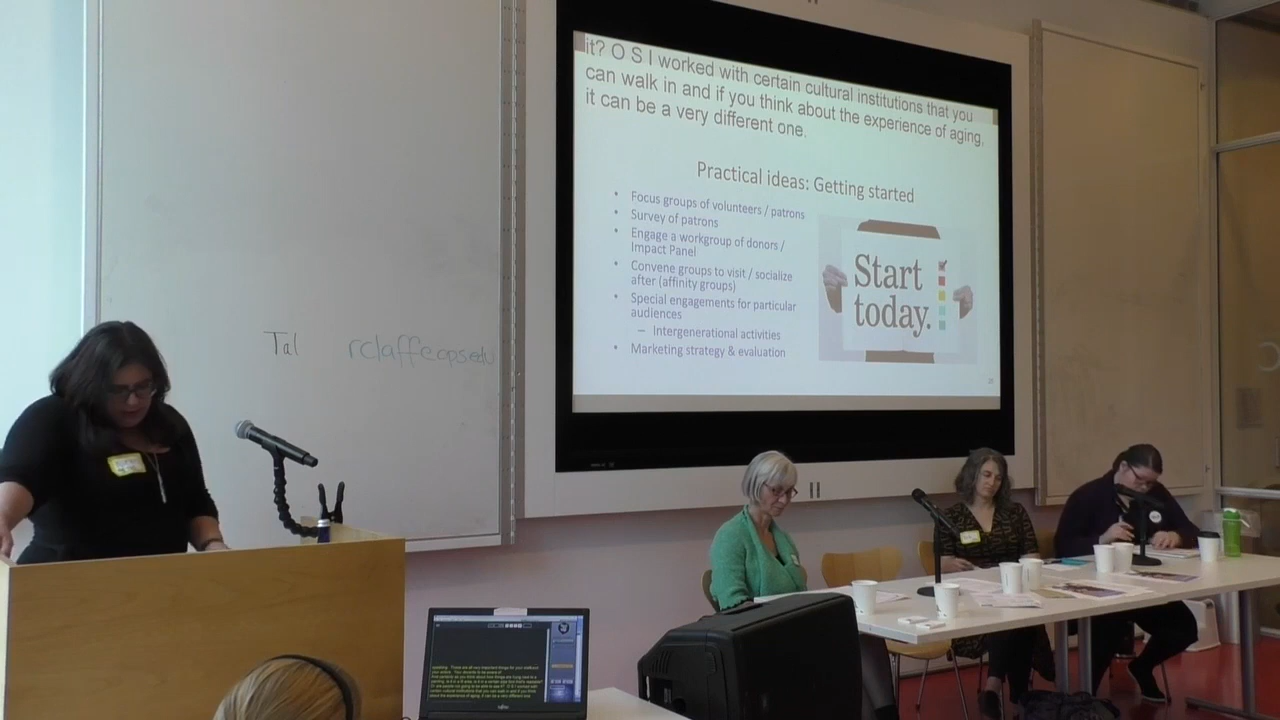 it? O S I worked with certain cultural institutions that you
can walk in and if you think about the experience of aging,
it can be a very different one.
Practical ideas: Getting started
• Focus groups of volunteers / patrons
• Survey of patrons
• Engage a workgroup of donors /
Impact Panel
• Convene groups to visit / socialize
after (affinity groups)
• Special engagements for particular
audiences
– Intergenerational activities
• Marketing strategy & evaluation
Start
today.
Tal